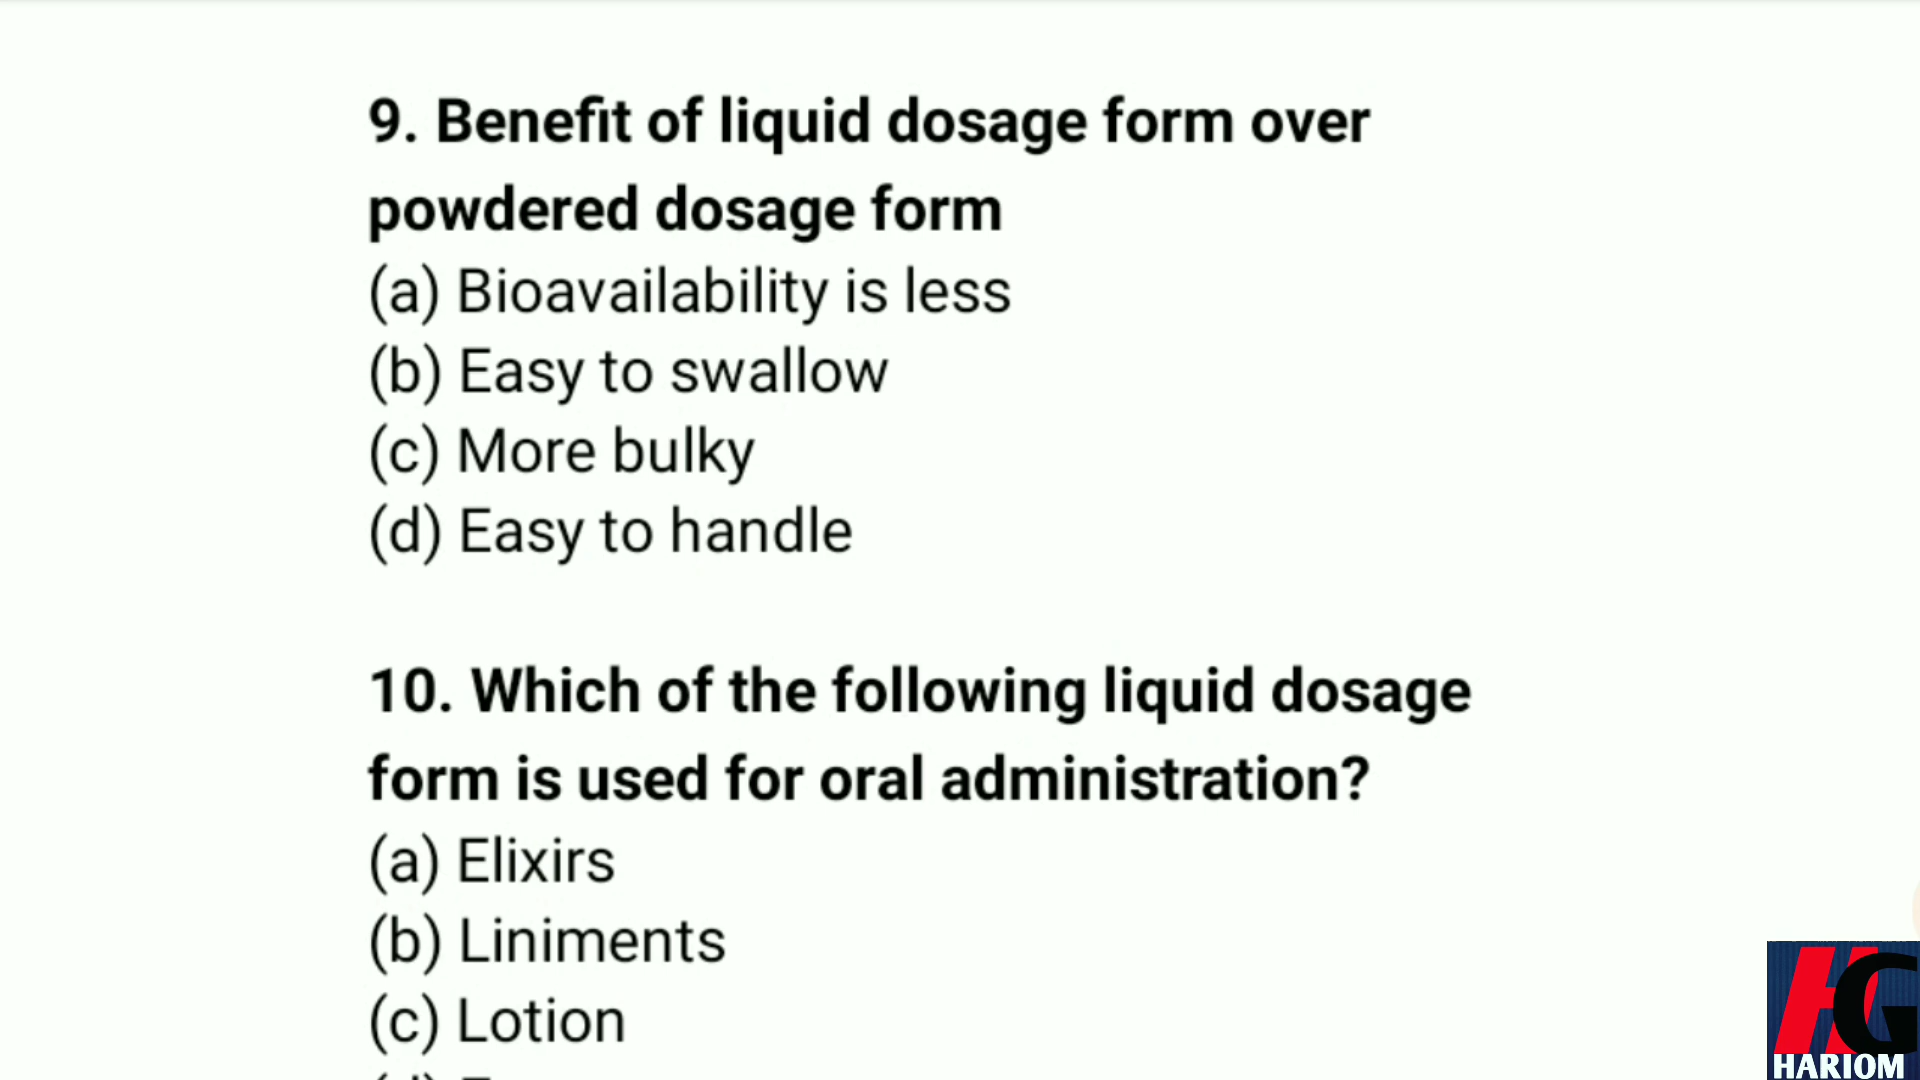 9. Benefit of liquid dosage form over
powdered dosage form
(a) Bioavailability is less
(b) Easy to swallow
(c) More bulky
(d) Easy to handle
10. Which of the following liquid dosage
form is used for oral administration?
(a) Elixirs
(b) Liniments
(c) Lotion
HG
HARIOM